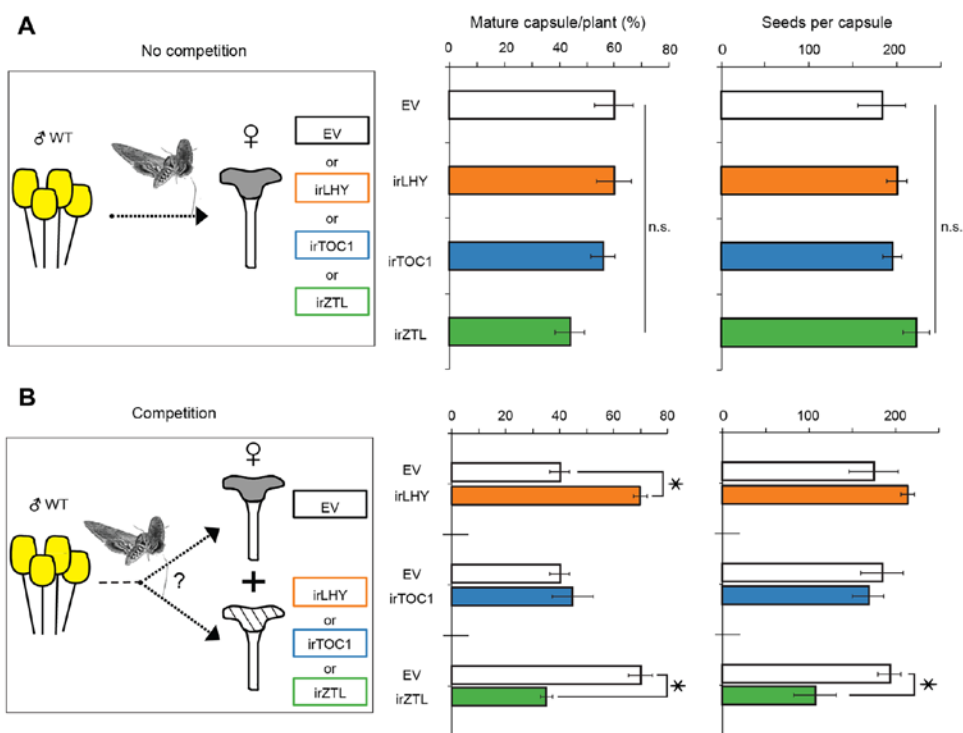 A
No competition
♂ WT
♀
EV
or
irLHY
or
irTOC1
or
irZTL
Mature capsule/plant (%)
0 20 40 60 80
EV
irLHY
irTOC1
irZTL
n.s.
Seeds per capsule
0 100 200
n.s.
B
Competition
♂ WT
?
♀
EV
+
irLHY
or
irTOC1
or
irZTL
0 20 40 60 80
EV
irLHY
*
EV
irTOC1
EV
irZTL
*
0 100 200
*